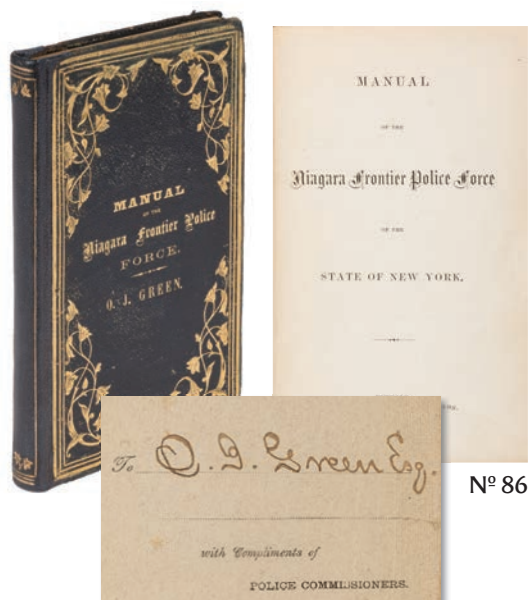 MANUAL
OF THE
Niagara Frontier Police
FORCE.
O. J. GREEN.
MANUAL
OF THE
Niagara Frontier Police Force
OF THE
STATE OF NEW YORK.
Nº 86
To O. J. Green Esq.
with Compliments of
POLICE COMMISSIONERS.